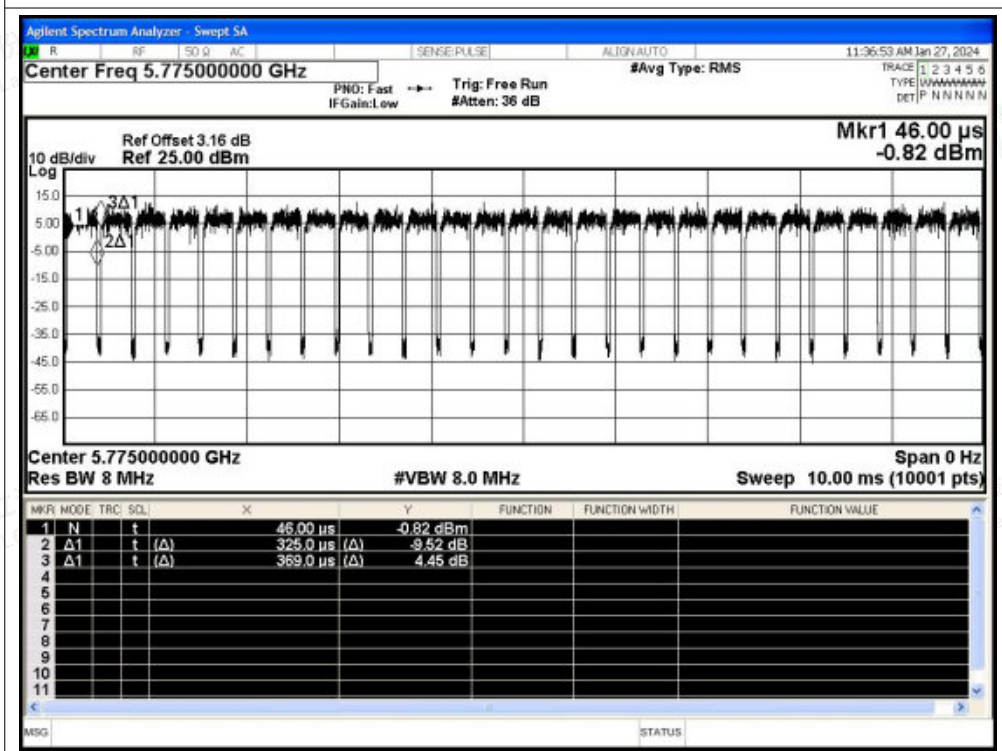 Agilent Spectrum Analyzer - Swept SA
R RF 50 Ω AC SENSE:PULSE ALIGN AUTO 11:36:53 AM Jan 27, 2024
Center Freq 5.775000000 GHz #Avg Type: RMS TRACE 1 2 3 4 5 6
PNO: Fast Trig: Free Run TYPE
IFGain:Low #Atten: 36 dB DET P N N N N N
Mkr1 46.00 µs
Ref Offset 3.16 dB
10 dB/div Ref 25.00 dBm -0.82 dBm
Log
15.0
3Δ1
5.00 1
2Δ1
-5.00
-15.0
-25.0
-35.0
-45.0
-55.0
-65.0
Center 5.775000000 GHz Span 0 Hz
Res BW 8 MHz #VBW 8.0 MHz Sweep 10.00 ms (10001 pts)
MKR MODE TRC SCL X Y FUNCTION FUNCTION WIDTH FUNCTION VALUE
1 N t 46.00 µs -0.82 dBm
2 Δ1 t (Δ) 325.0 µs (Δ) -9.52 dB
3 Δ1 t (Δ) 369.0 µs (Δ) 4.45 dB
4
5
6
7
8
9
10
11
MSG STATUS